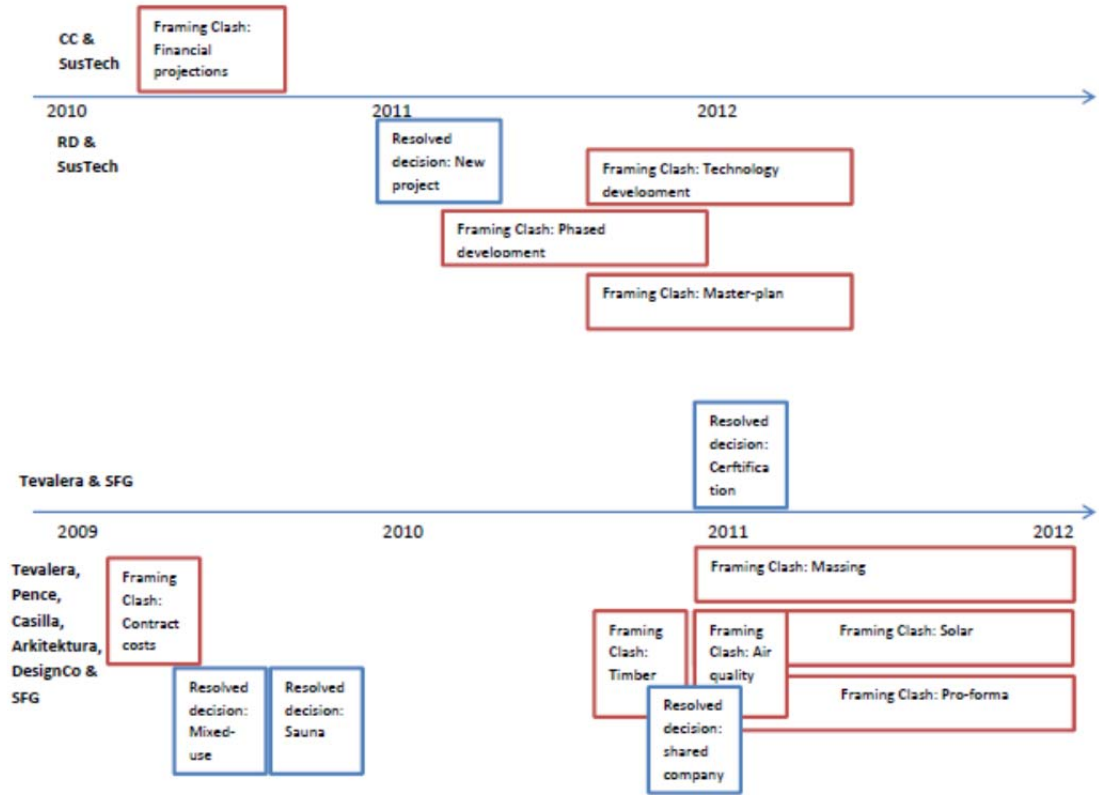 CC &
SusTech
Framing Clash:
Financial
projections
2010
2011
2012
RD &
SusTech
Resolved
decision: New
project
Framing Clash: Technology
development
Framing Clash: Phased
development
Framing Clash: Master-plan
Resolved
decision:
Cerftifica
tion
Tevalera & SFG
2009
2010
2011
2012
Tevalera,
Pence,
Casilla,
Arkitektura,
DesignCo &
SFG
Framing
Clash:
Contract
costs
Resolved
decision:
Mixed-
use
Resolved
decision:
Sauna
Framing Clash: Massing
Framing
Clash:
Timber
Framing
Clash: Air
quality
Framing Clash: Solar
Framing Clash: Pro-forma
Resolved
decision:
shared
company